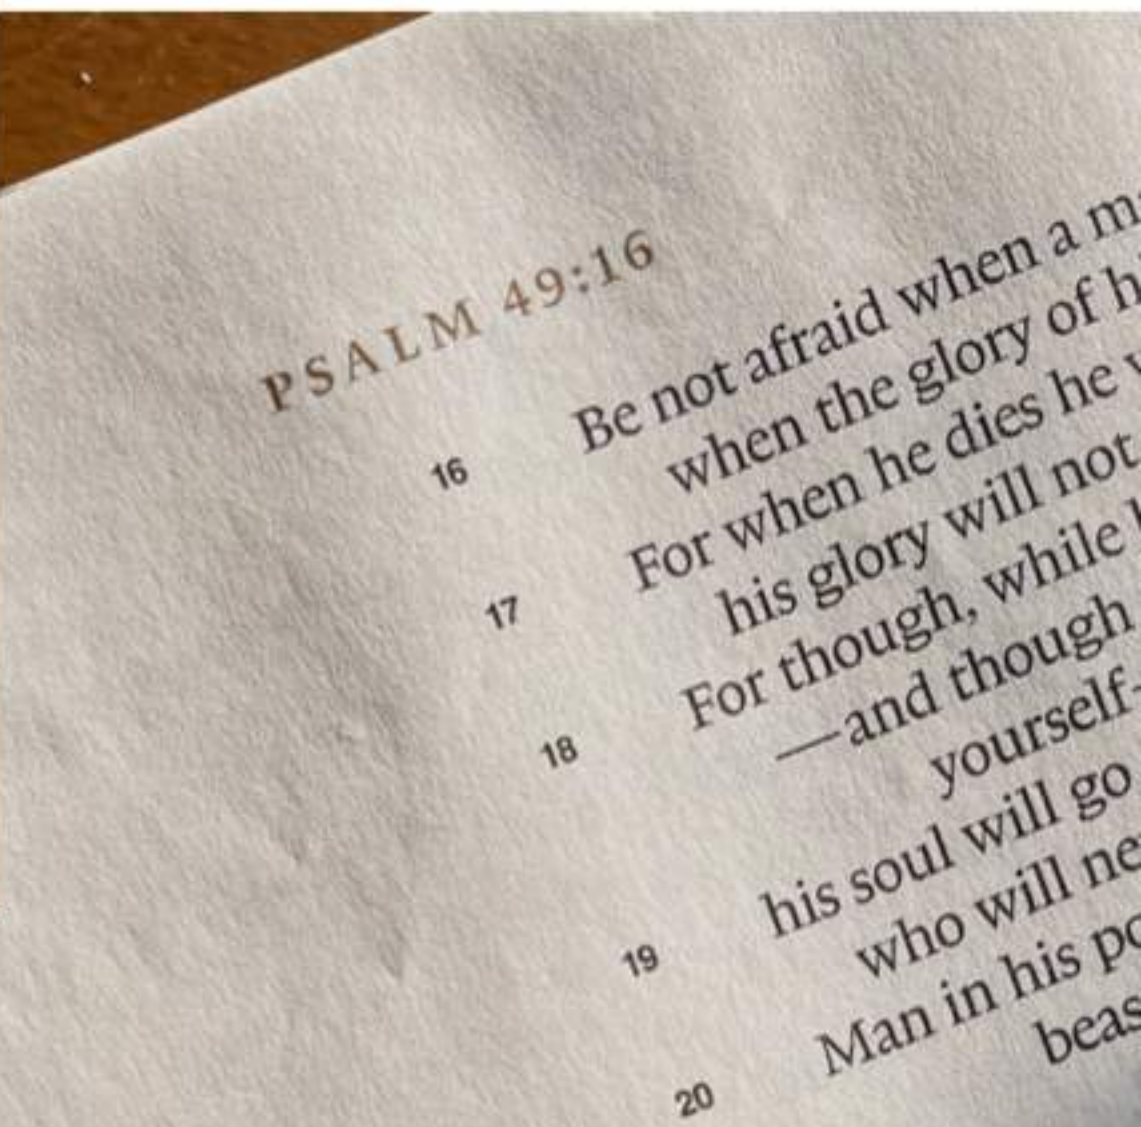 PSALM 49:16
16 Be not afraid when a
when the glory of
17 For when he dies he
his glory will not
18 For though, while
—and though
yourself—
19 his soul will go
who will
20 Man in his